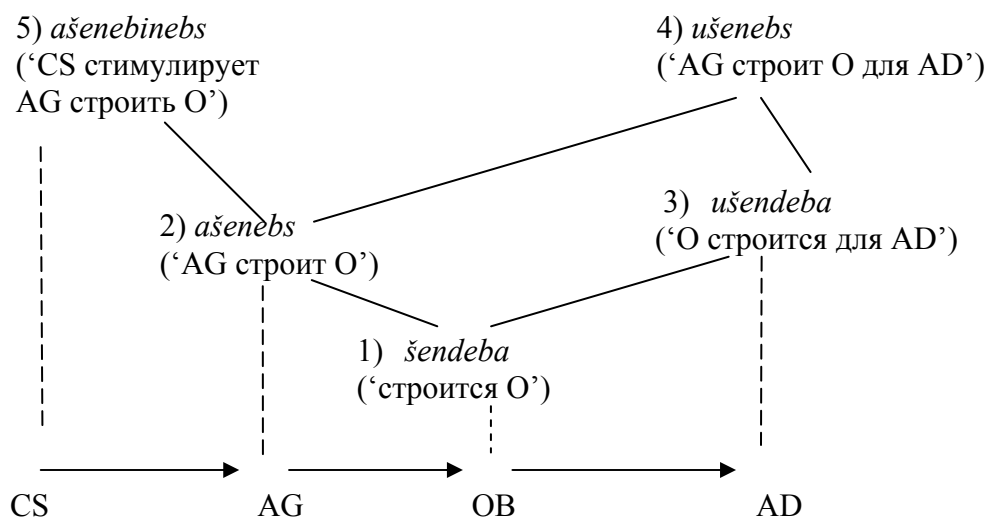 5) ašenebinebs
(‘CS стимулирует
AG строить O’)
4) ušenebs
(‘AG строит O для AD’)
2) ašenebs
(‘AG строит O’)
3) ušendeba
(‘O строится для AD’)
1) šendeba
(‘строится O’)
CS AG OB AD